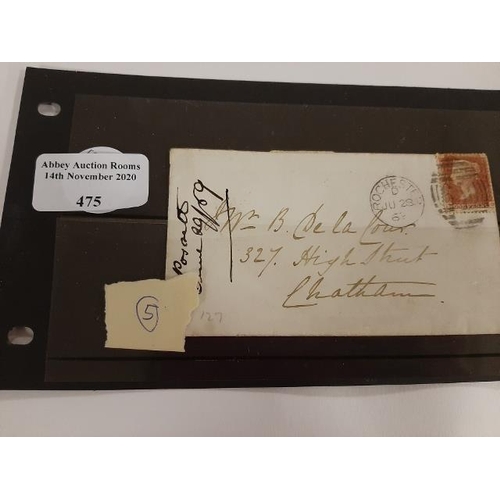 Abbey Auction Rooms
14th November 2020
475
ROCHESTER
C
JU 28
Mr B. De la Cour
327. High Street
Chatham.
5
127